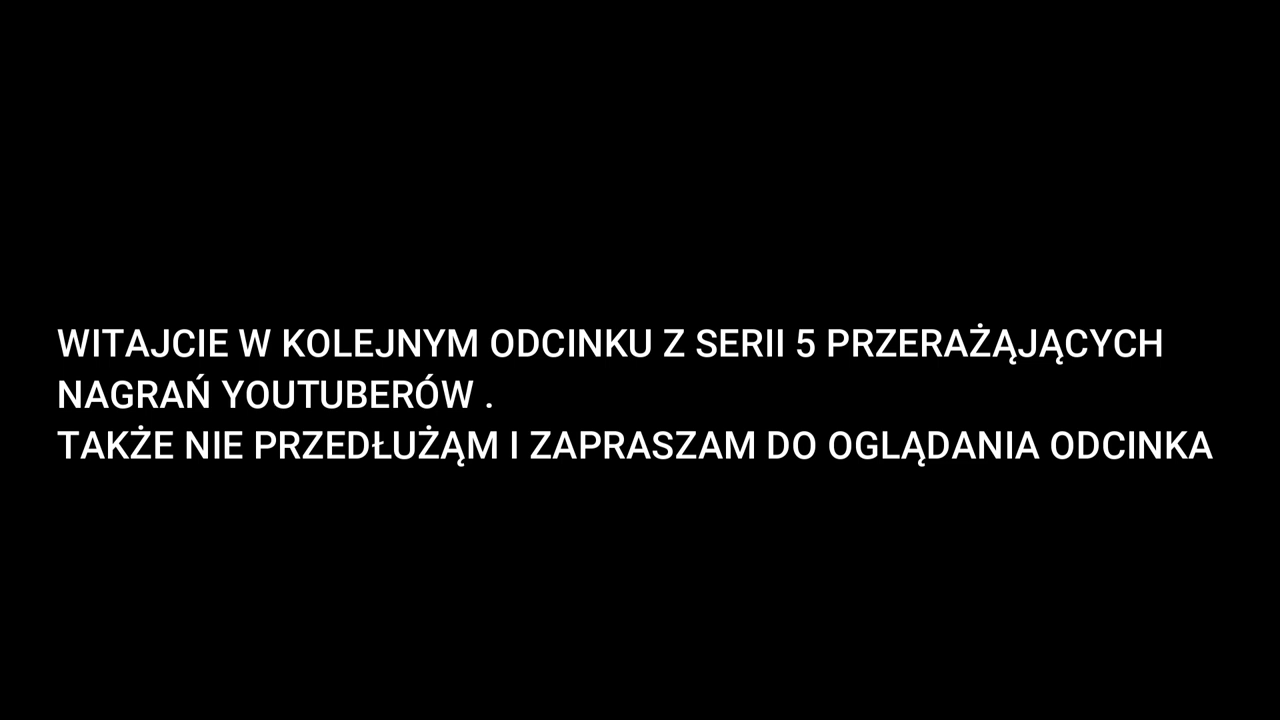 WITAJCIE W KOLEJNYM ODCINKU Z SERII 5 PRZERAŻĄJĄCYCH
NAGRAŃ YOUTUBERÓW .
TAKŻE NIE PRZEDŁUŻĄM I ZAPRASZAM DO OGLĄDANIA ODCINKA